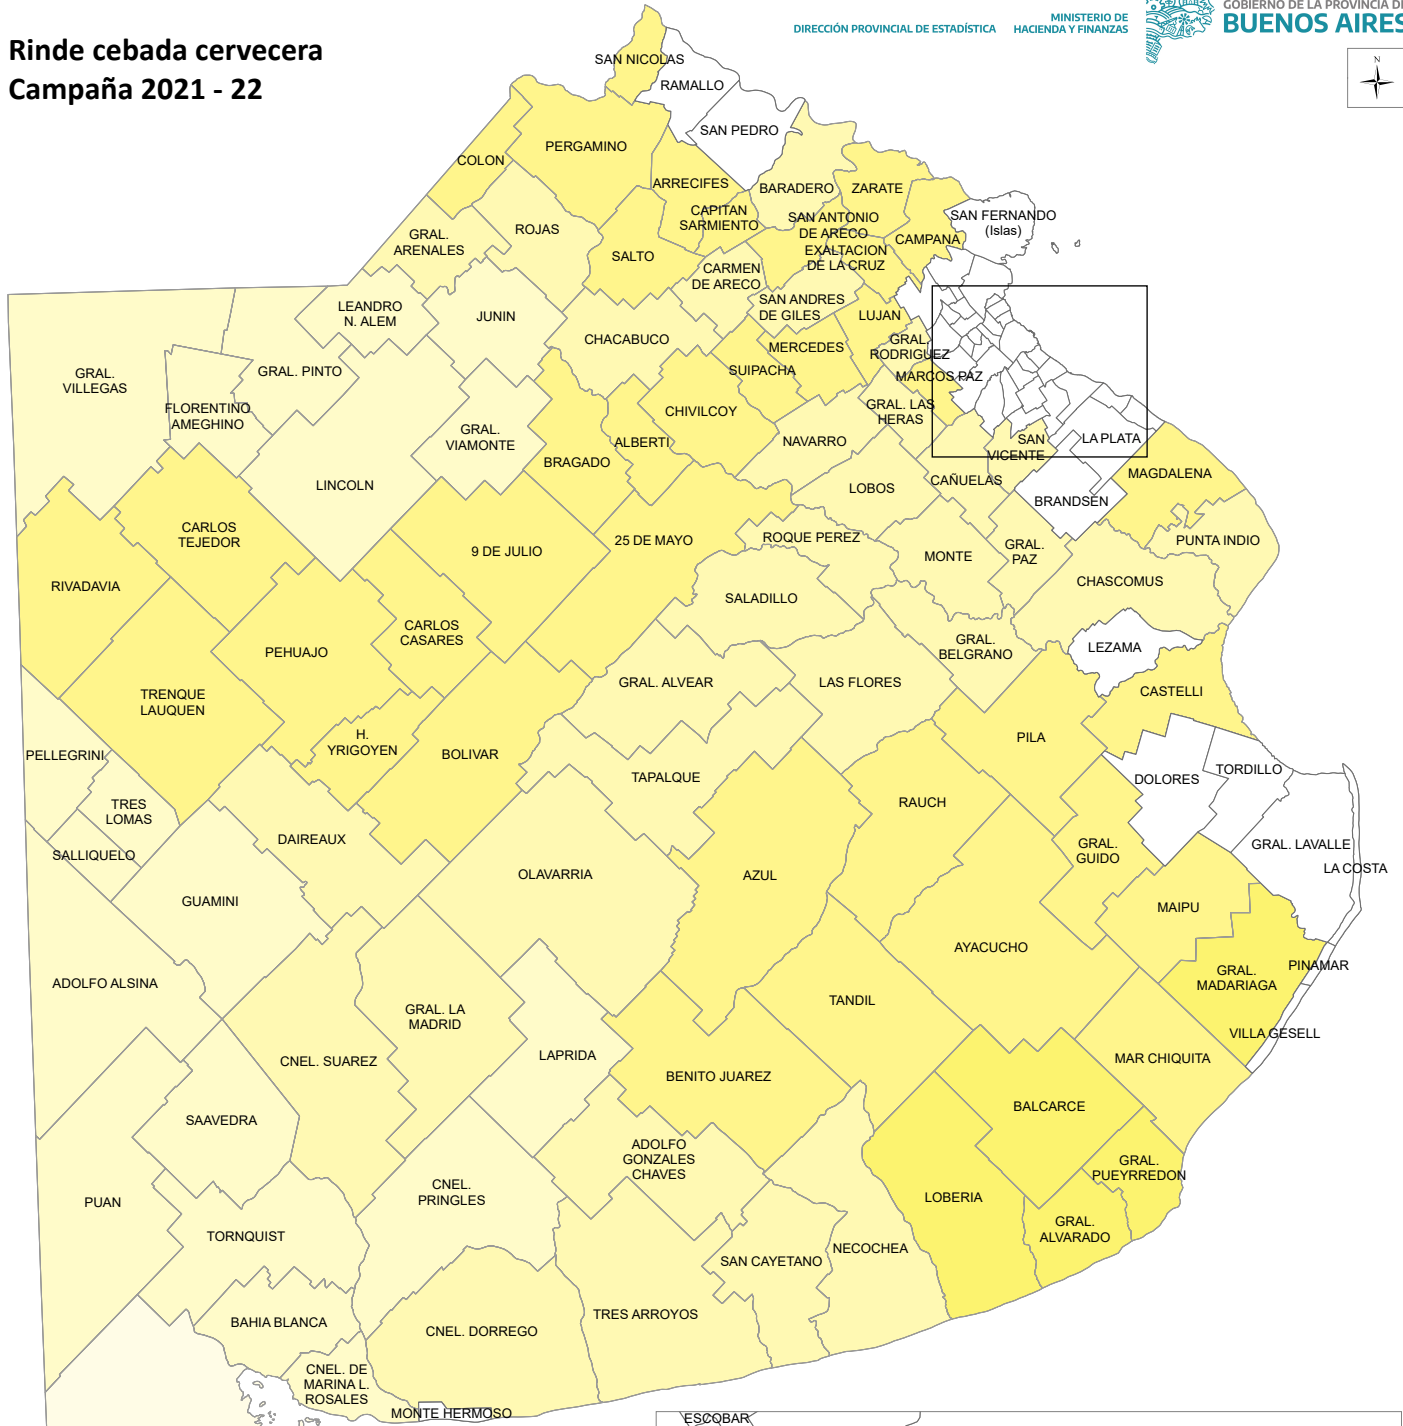 Rinde cebada cervecera
Campaña 2021 - 22
DIRECCIÓN PROVINCIAL DE ESTADÍSTICA
MINISTERIO DE
HACIENDA Y FINANZAS
GOBIERNO DE LA PROVINCIA DE
BUENOS AIRES
N
SAN NICOLAS
RAMALLO
SAN PEDRO
PERGAMINO
COLON
ARRECIFES
BARADERO
ZARATE
CAPITAN
SARMIENTO
SAN ANTONIO
DE ARECO
SAN FERNANDO
(Islas)
ROJAS
GRAL.
ARENALES
SALTO
EXALTACION
DE LA CRUZ
CAMPANA
CARMEN
DE ARECO
LEANDRO
N. ALEM
JUNIN
SAN ANDRES
DE GILES
LUJAN
CHACABUCO
MERCEDES
GRAL.
RODRIGUEZ
GRAL.
VILLEGAS
GRAL. PINTO
SUIPACHA
MARCOS PAZ
FLORENTINO
AMEGHINO
CHIVILCOY
GRAL. LAS
HERAS
GRAL.
VIAMONTE
ALBERTI
NAVARRO
SAN
VICENTE
LA PLATA
BRAGADO
MAGDALENA
LINCOLN
LOBOS
CAÑUELAS
BRANDSEN
CARLOS
TEJEDOR
9 DE JULIO
25 DE MAYO
ROQUE PEREZ
MONTE
GRAL.
PAZ
PUNTA INDIO
RIVADAVIA
SALADILLO
CHASCOMUS
CARLOS
CASARES
PEHUAJO
GRAL.
BELGRANO
LEZAMA
TRENQUE
LAUQUEN
GRAL. ALVEAR
LAS FLORES
CASTELLI
H.
YRIGOYEN
BOLIVAR
PILA
PELLEGRINI
TAPALQUE
DOLORES
TORDILLO
TRES
LOMAS
RAUCH
DAIREAUX
SALLIQUELO
GRAL.
GUIDO
GRAL. LAVALLE
LA COSTA
OLAVARRIA
AZUL
GUAMINI
MAIPU
AYACUCHO
ADOLFO ALSINA
GRAL.
MADARIAGA
PINAMAR
GRAL. LA
MADRID
TANDIL
VILLA GESELL
CNEL. SUAREZ
LAPRIDA
MAR CHIQUITA
BENITO JUAREZ
BALCARCE
SAAVEDRA
ADOLFO
GONZALES
CHAVES
GRAL.
PUEYRREDON
PUAN
CNEL.
PRINGLES
LOBERIA
GRAL.
ALVARADO
TORNQUIST
NECOCHEA
SAN CAYETANO
BAHIA BLANCA
TRES ARROYOS
CNEL. DORREGO
CNEL. DE
MARINA L.
ROSALES
MONTE HERMOSO
ESCOBAR